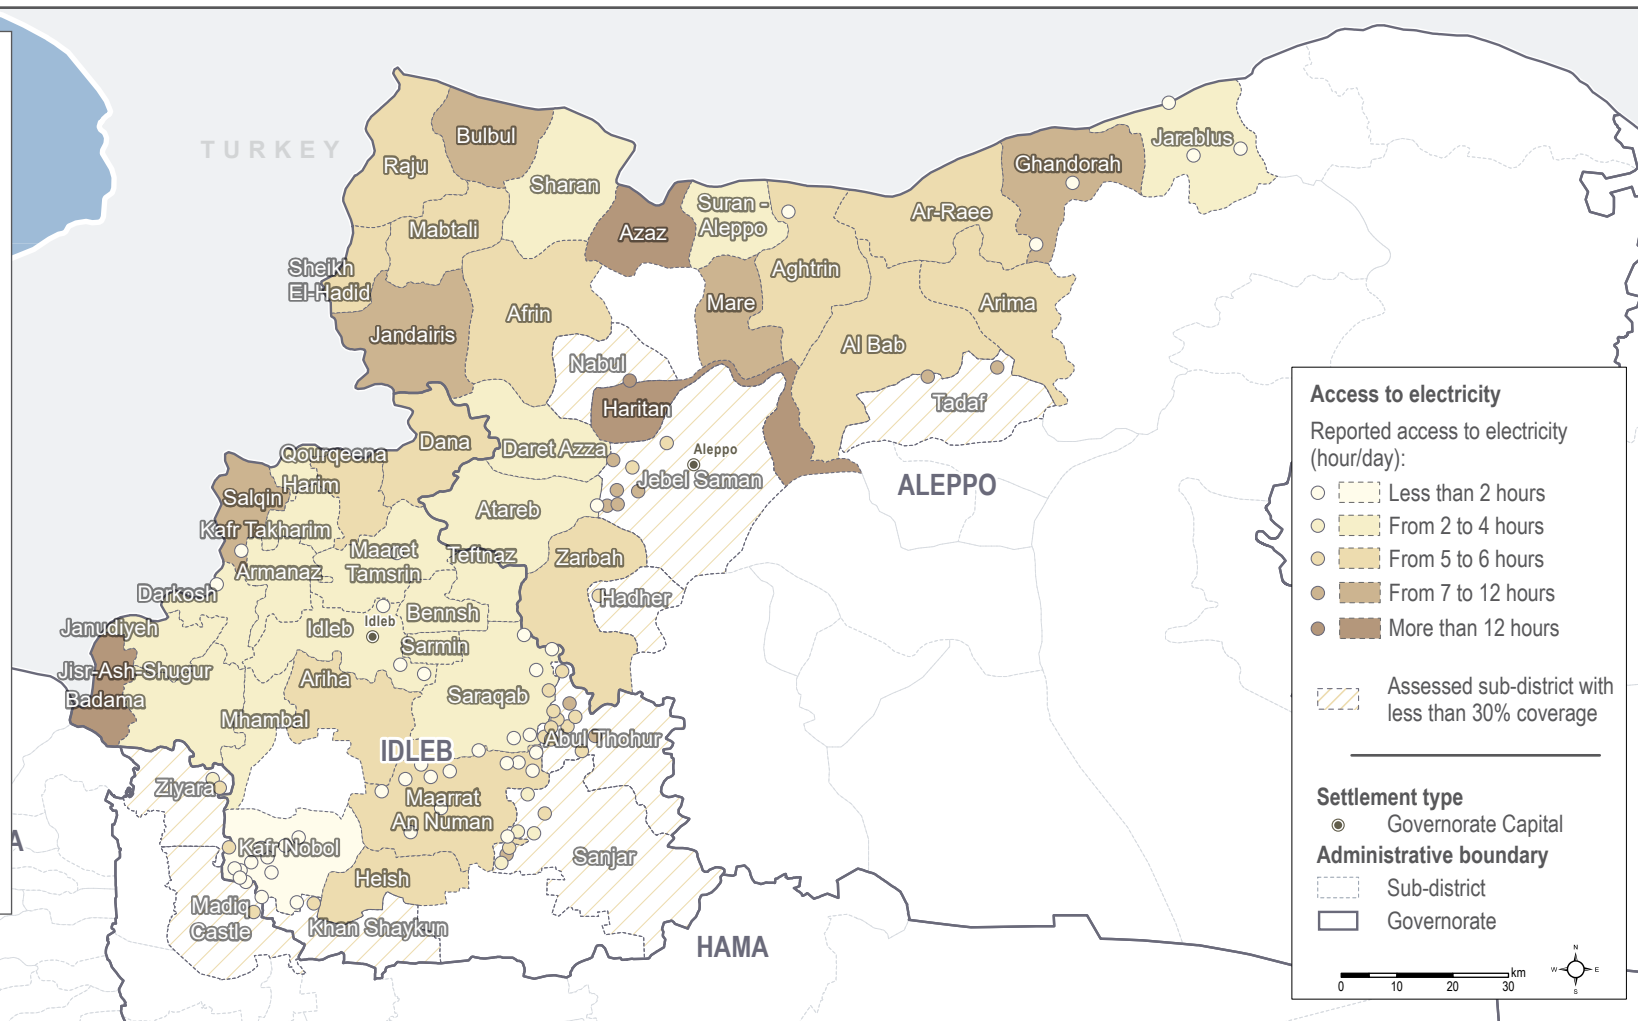 TURKEY
Bulbul
Raju
Sharan
Mabtali
Sheikh
El-Hadid
Jandairis
Afrin
Azaz
Suran -
Aleppo
Mare
Aghtrin
Ar-Raee
Ghandorah
Jarablus
Arima
Al Bab
Tadaf
Nabul
Haritan
Aleppo
Jebel Saman
ALEPPO
Dana
Daret Azza
Qourqeena
Harim
Salqin
Kafr Takharim
Atareb
Maaret
Tamsrin
Teftnaz
Zarbah
Armanaz
Darkosh
Hadher
Bennsh
Janudiyeh
Idleb
Idleb
Sarmin
Jisr-Ash-Shugur
Badama
Ariha
Saraqab
Mhambal
IDLEB
Abul Thohur
Ziyara
Maarrat
An Numan
Kafr Nobol
Sanjar
Heish
Madiq
Castle
Khan Shaykun
HAMA
A
Access to electricity
Reported access to electricity
(hour/day):
Less than 2 hours
From 2 to 4 hours
From 5 to 6 hours
From 7 to 12 hours
More than 12 hours
Assessed sub-district with
less than 30% coverage
Settlement type
Governorate Capital
Administrative boundary
Sub-district
Governorate
km
0 10 20 30
N
W E
S